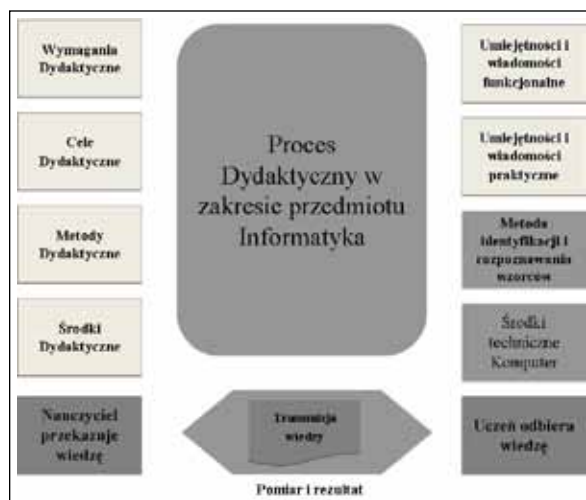 Wymagania
Dydaktyczne
Cele
Dydaktyczne
Metody
Dydaktyczne
Środki
Dydaktyczne
Nauczyciel
przekazuje
wiedzę
Proces
Dydaktyczny w
zakresie przedmiotu
Informatyka
Transmisja
wiedzy
Pomiar i rezultat
Umiejętności i
wiadomości
funkcjonalne
Umiejętności i
wiadomości
praktyczne
Metoda
identyfikacji i
rozpoznawania
wzorców
Środki
techniczne
Komputer
Uczeń odbiera
wiedzę